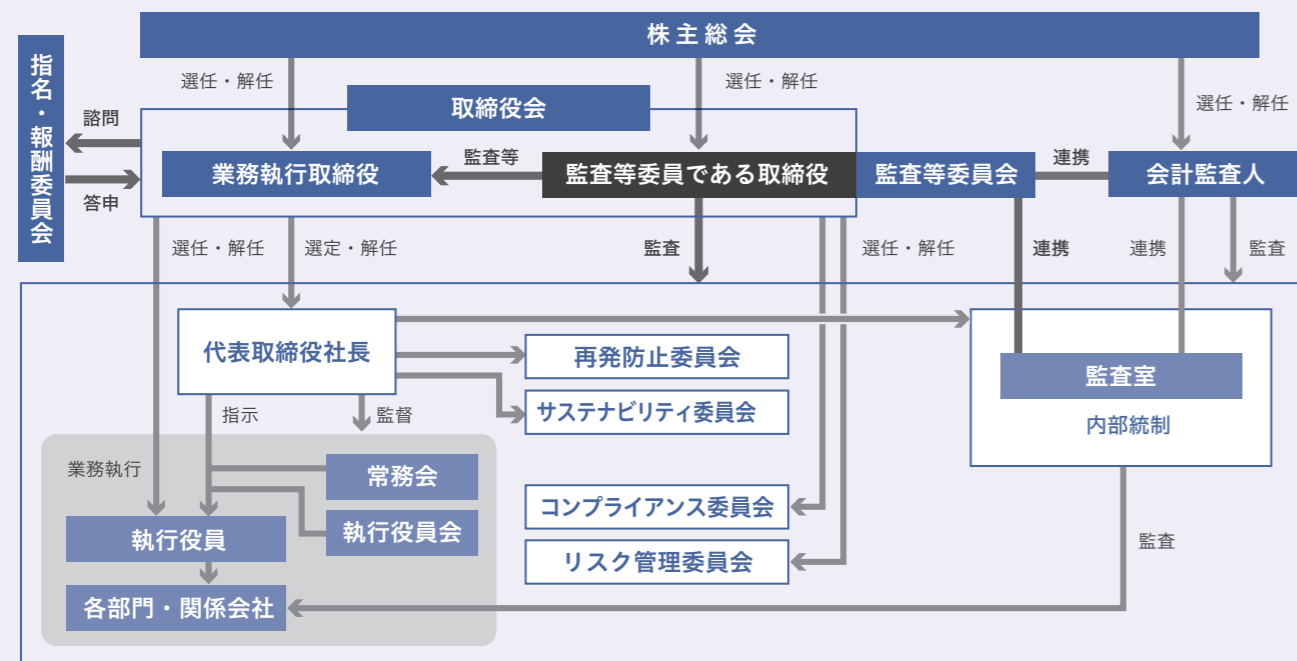 株主総会
指名・報酬委員会
選任・解任
選任・解任
選任・解任
取締役会
諮問
答申
業務執行取締役
監査等
監査等委員である取締役
監査等委員会
連携
会計監査人
選任・解任
選定・解任
監査
選任・解任
連携
連携
監査
代表取締役社長
再発防止委員会
サステナビリティ委員会
監査室
内部統制
指示
監督
業務執行
常務会
執行役員会
執行役員
各部門・関係会社
コンプライアンス委員会
リスク管理委員会
監査